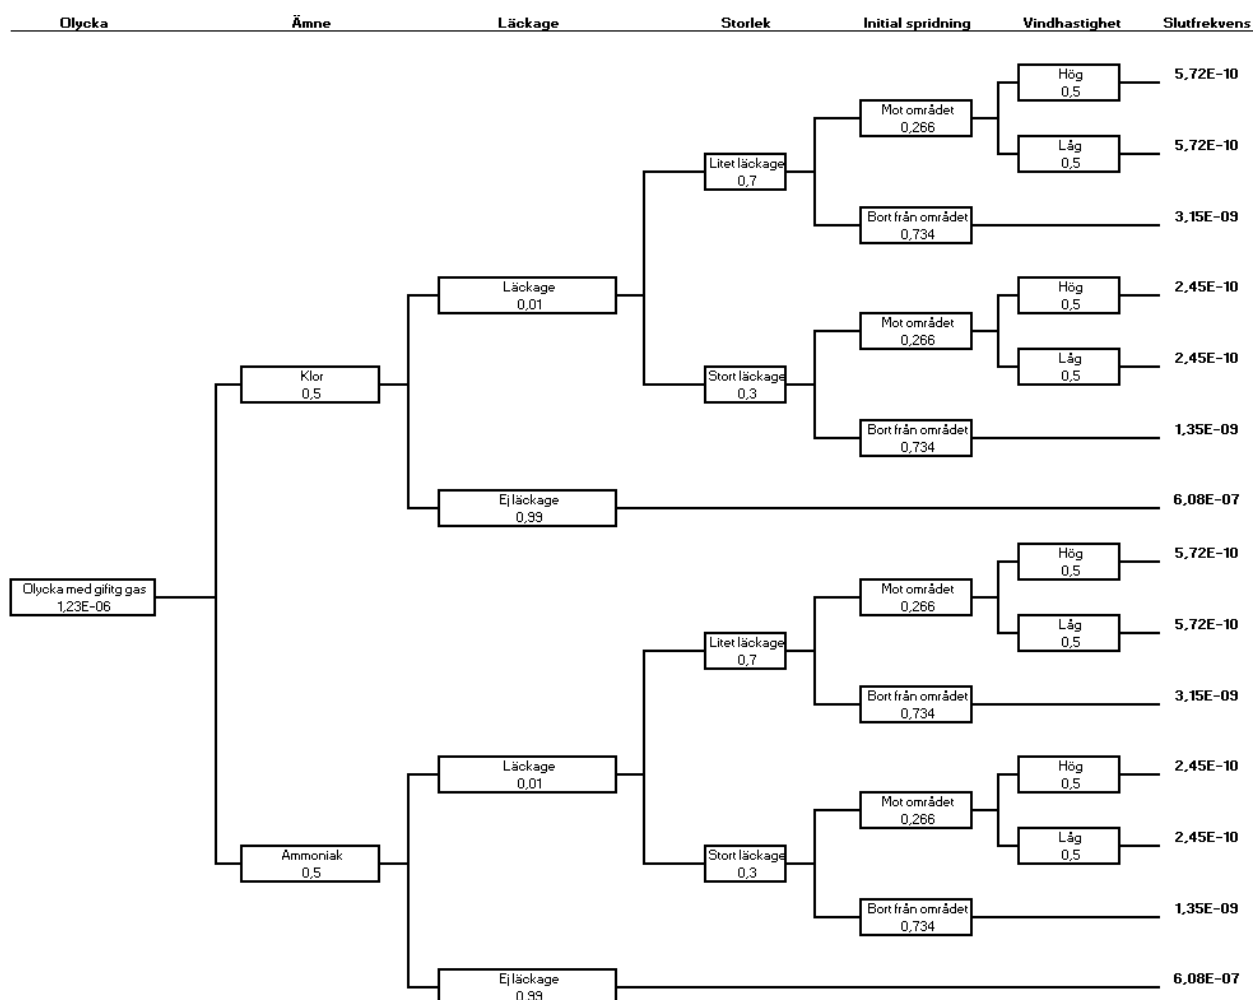 Olycka Ämne Läckage Storlek Initial spridning Vindhastighet Slutfrekvens
Hög
0,5
5,72E-10
Mot området
0,266
Låg
0,5
5,72E-10
Litet läckage
0,7
Bort från området
0,734
3,15E-09
Läckage
0,01
Hög
0,5
2,45E-10
Mot området
0,266
Låg
0,5
2,45E-10
Klor
0,5
Stort läckage
0,3
Bort från området
0,734
1,35E-09
Ej läckage
0,99
6,08E-07
Olycka med gifitg gas
1,23E-06
Hög
0,5
5,72E-10
Mot området
0,266
Låg
0,5
5,72E-10
Litet läckage
0,7
Bort från området
0,734
3,15E-09
Läckage
0,01
Hög
0,5
2,45E-10
Mot området
0,266
Låg
0,5
2,45E-10
Ammoniak
0,5
Stort läckage
0,3
Bort från området
0,734
1,35E-09
Ej läckage
0,99
6,08E-07